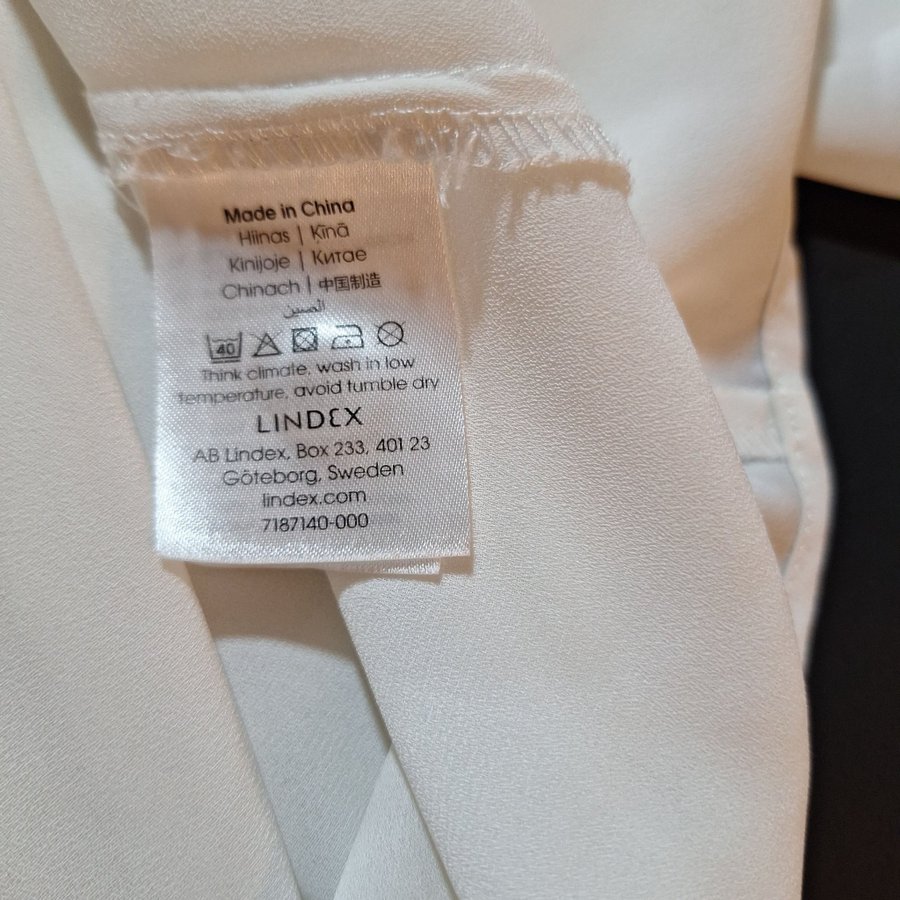 Made in China
Hiinas | Ķīnā
Kinijoje | Китае
Chinach | 中国制造
الصين
40
Think climate, wash in low
temperature, avoid tumble dry
LINDEX
AB Lindex, Box 233, 401 23
Göteborg, Sweden
lindex.com
7187140-000